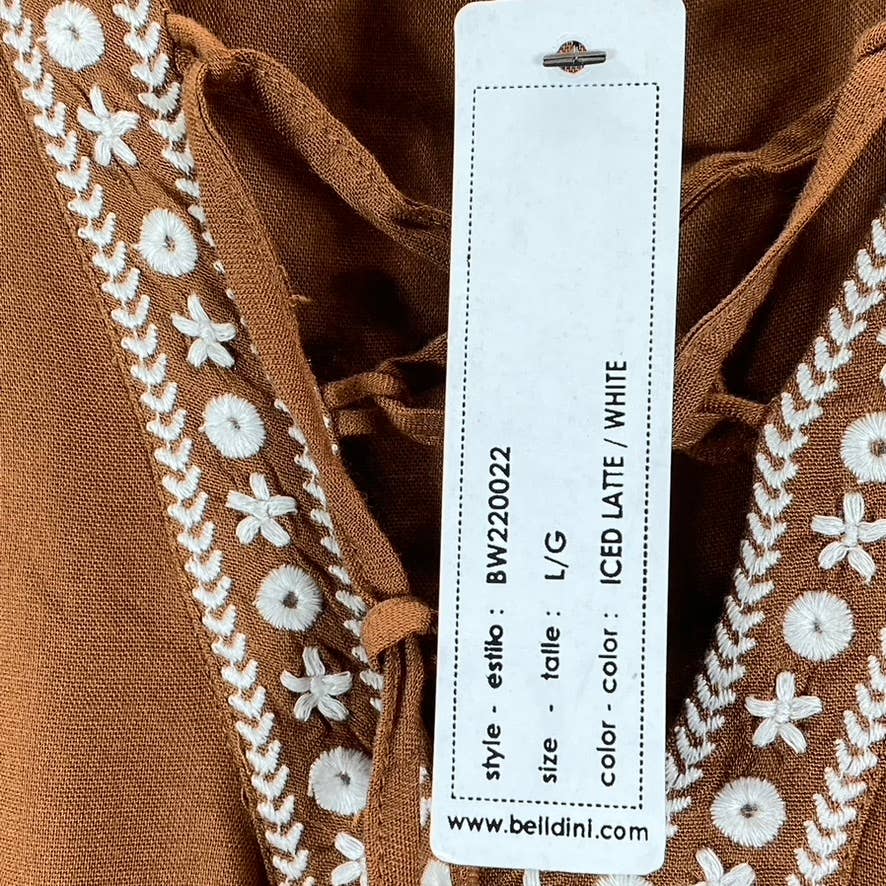 style - estilo : BW220022
size - talle : L/G
color - color : ICED LATTE / WHITE
www.belldini.com